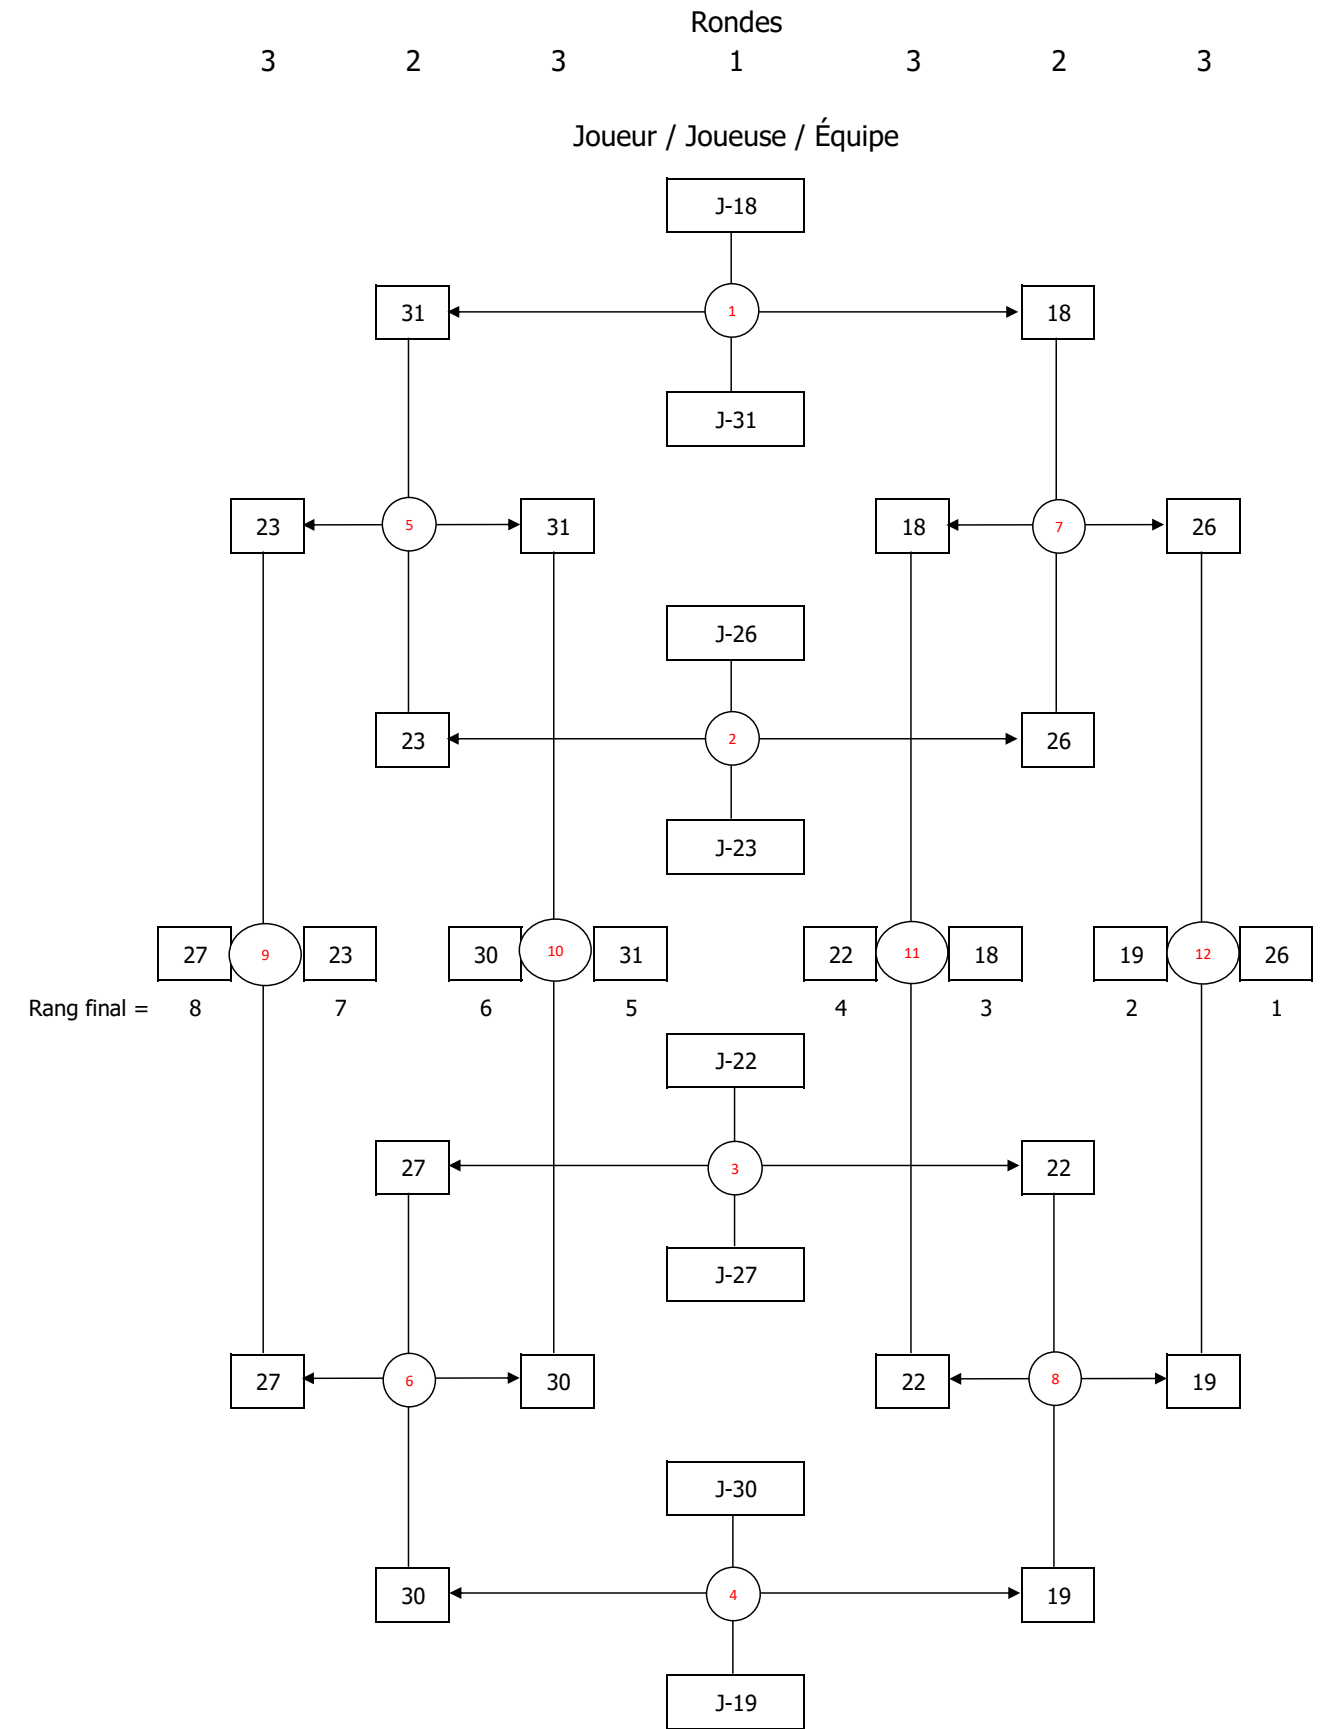 Rondes
3 2 3 1 3 2 3
Joueur / Joueuse / Équipe
J-18
31 1 18
J-31
23 5 31 18 7 26
J-26
23 2 26
J-23
27 9 23 30 10 31 22 11 18 19 12 26
Rang final = 8 7 6 5 4 3 2 1
J-22
27 3 22
J-27
27 6 30 22 8 19
J-30
30 4 19
J-19